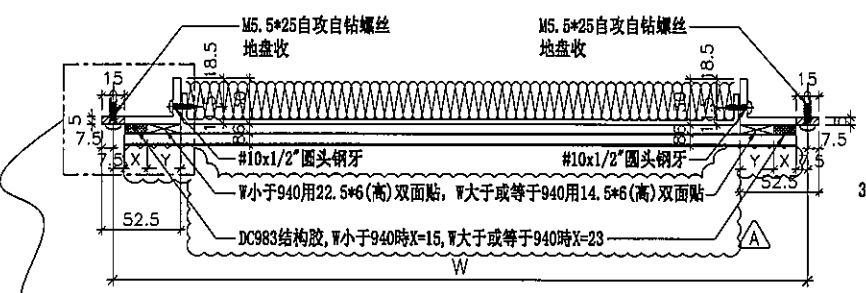 M5.5*25自攻自钻螺丝
地盘收
M5.5*25自攻自钻螺丝
地盘收
15
18.5
18.5
15
5
7.5
7.5
7.5
7.5
X
Y
Y
X
#10x1/2"圆头钢牙
#10x1/2"圆头钢牙
52.5
52.5
W小于940用22.5*6(高)双面贴，W大于或等于940用14.5*6(高)双面贴
3
DC983结构胶,W小于940時X=15,W大于或等于940時X=23
A
W